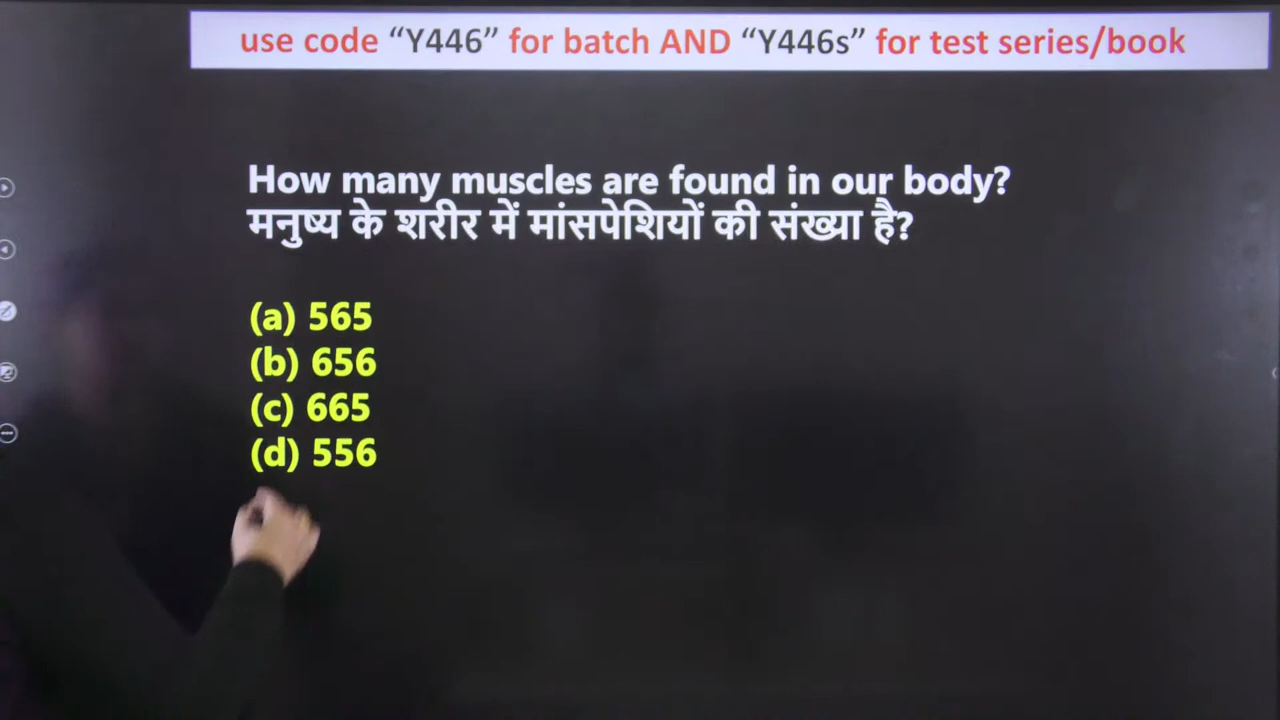 use code “Y446” for batch AND “Y446s” for test series/book
How many muscles are found in our body?
मनुष्य के शरीर में मांसपेशियों की संख्या है?
(a) 565
(b) 656
(c) 665
(d) 556